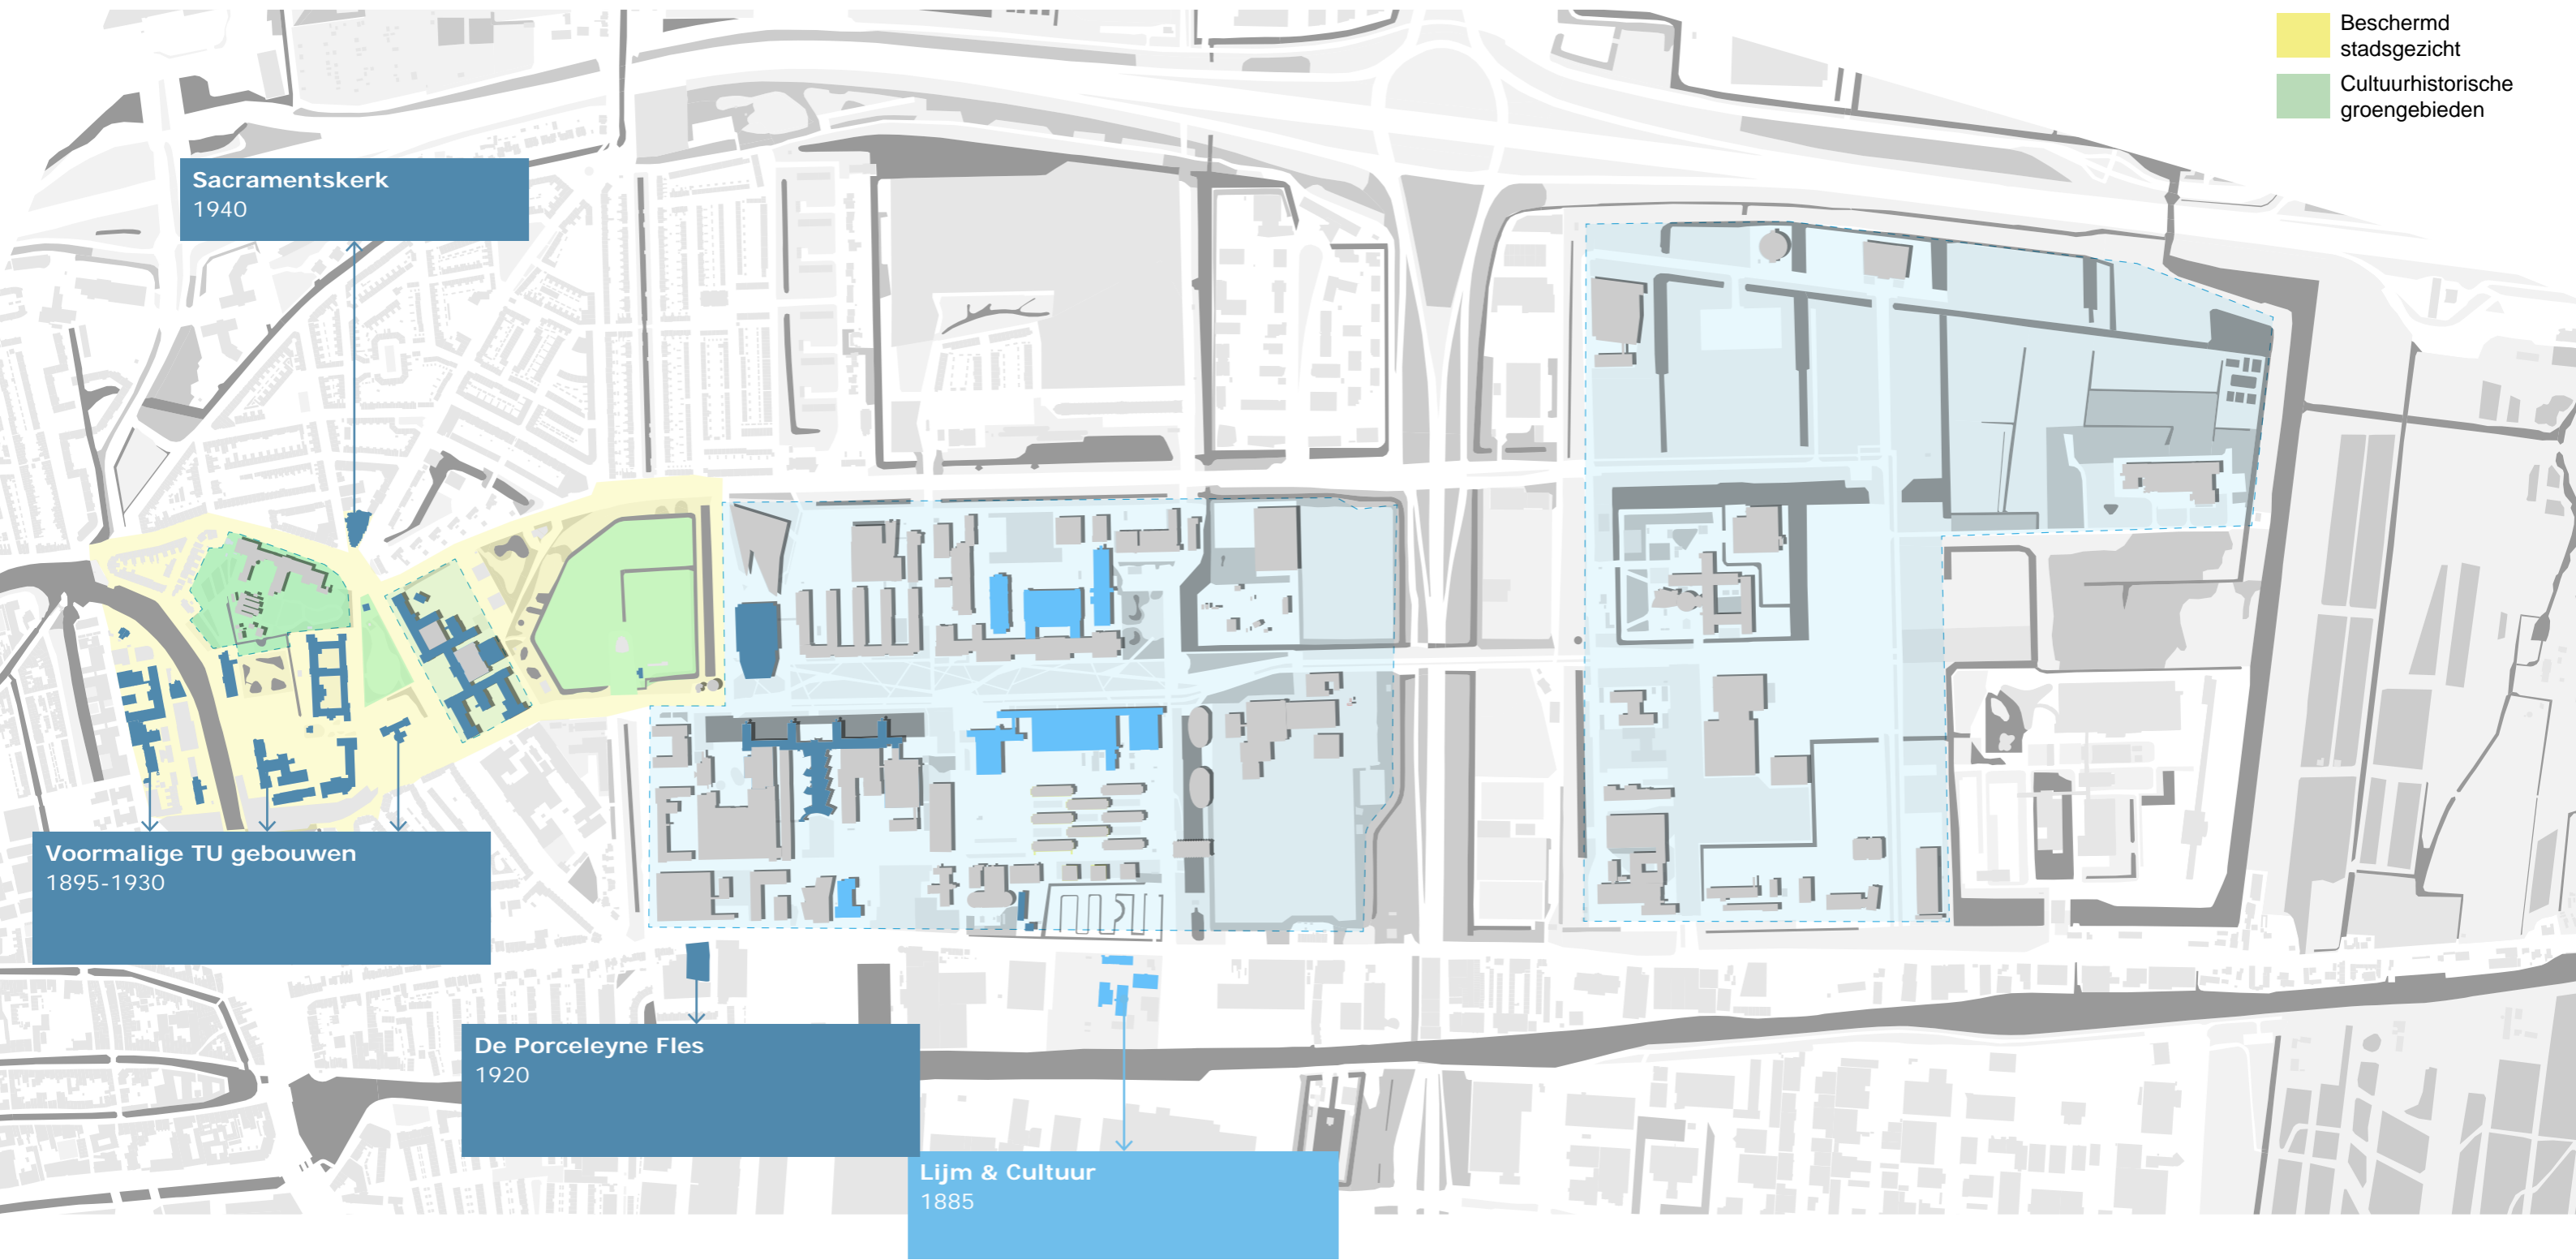 Beschermd
stadsgezicht
Cultuurhistorische
groengebieden
Sacramentskerk
1940
Voormalige TU gebouwen
1895-1930
De Porceleyne Fles
1920
Lijm & Cultuur
1885